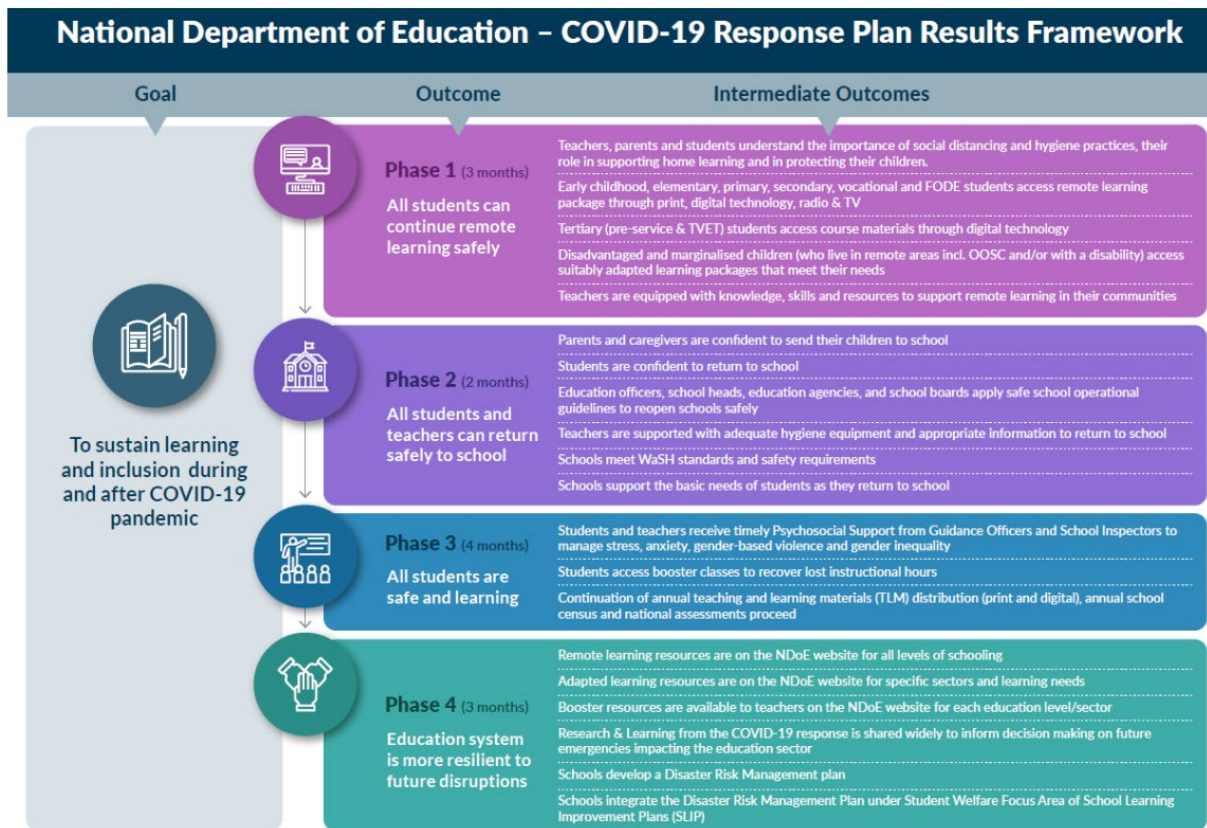 National Department of Education – COVID-19 Response Plan Results Framework
Goal
Outcome
Intermediate Outcomes
To sustain learning
and inclusion during
and after COVID-19
pandemic
Phase 1 (3 months)
All students can
continue remote
learning safely
Teachers, parents and students understand the importance of social distancing and hygiene practices, their
role in supporting home learning and in protecting their children.
Early childhood, elementary, primary, secondary, vocational and FODE students access remote learning
package through print, digital technology, radio & TV
Tertiary (pre-service & TVET) students access course materials through digital technology
Disadvantaged and marginalised children (who live in remote areas incl. OOSC and/or with a disability) access
suitably adapted learning packages that meet their needs
Teachers are equipped with knowledge, skills and resources to support remote learning in their communities
Phase 2 (2 months)
All students and
teachers can return
safely to school
Parents and caregivers are confident to send their children to school
Students are confident to return to school
Education officers, school heads, education agencies, and school boards apply safe school operational
guidelines to reopen schools safely
Teachers are supported with adequate hygiene equipment and appropriate information to return to school
Schools meet WaSH standards and safety requirements
Schools support the basic needs of students as they return to school
Phase 3 (4 months)
All students are
safe and learning
Students and teachers receive timely Psychosocial Support from Guidance Officers and School Inspectors to
manage stress, anxiety, gender-based violence and gender inequality
Students access booster classes to recover lost instructional hours
Continuation of annual teaching and learning materials (TLM) distribution (print and digital), annual school
census and national assessments proceed
Phase 4 (3 months)
Education system
is more resilient to
future disruptions
Remote learning resources are on the NDoE website for all levels of schooling
Adapted learning resources are on the NDoE website for specific sectors and learning needs
Booster resources are available to teachers on the NDoE website for each education level/sector
Research & Learning from the COVID-19 response is shared widely to inform decision making on future
emergencies impacting the education sector
Schools develop a Disaster Risk Management plan
Schools integrate the Disaster Risk Management Plan under Student Welfare Focus Area of School Learning
Improvement Plans (SLIP)